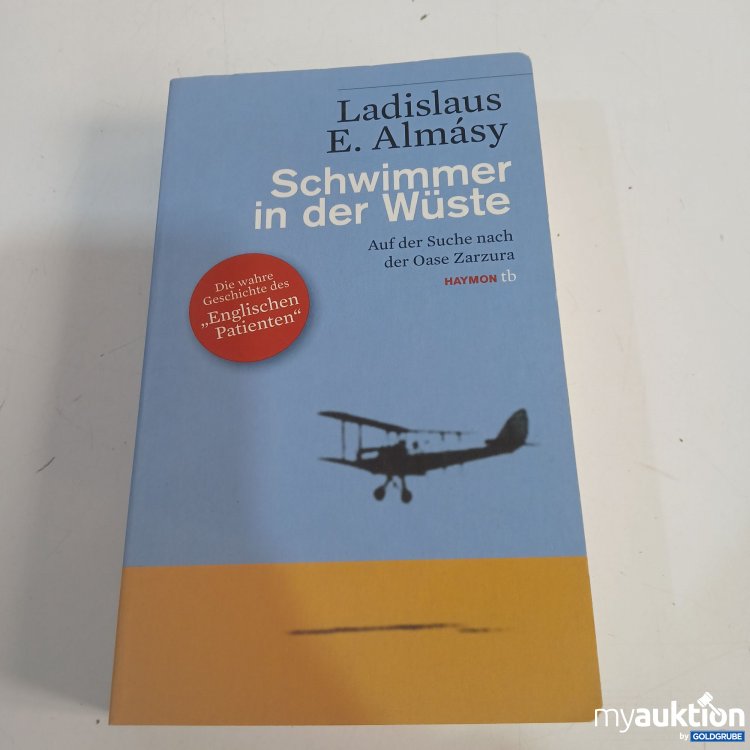 Ladislaus
E. Almásy
Schwimmer
in der Wüste
Auf der Suche nach
der Oase Zarzura
HAYMON tb
Die wahre
Geschichte des
„Englischen
Patienten“
myauktion
by GOLDGRUBE